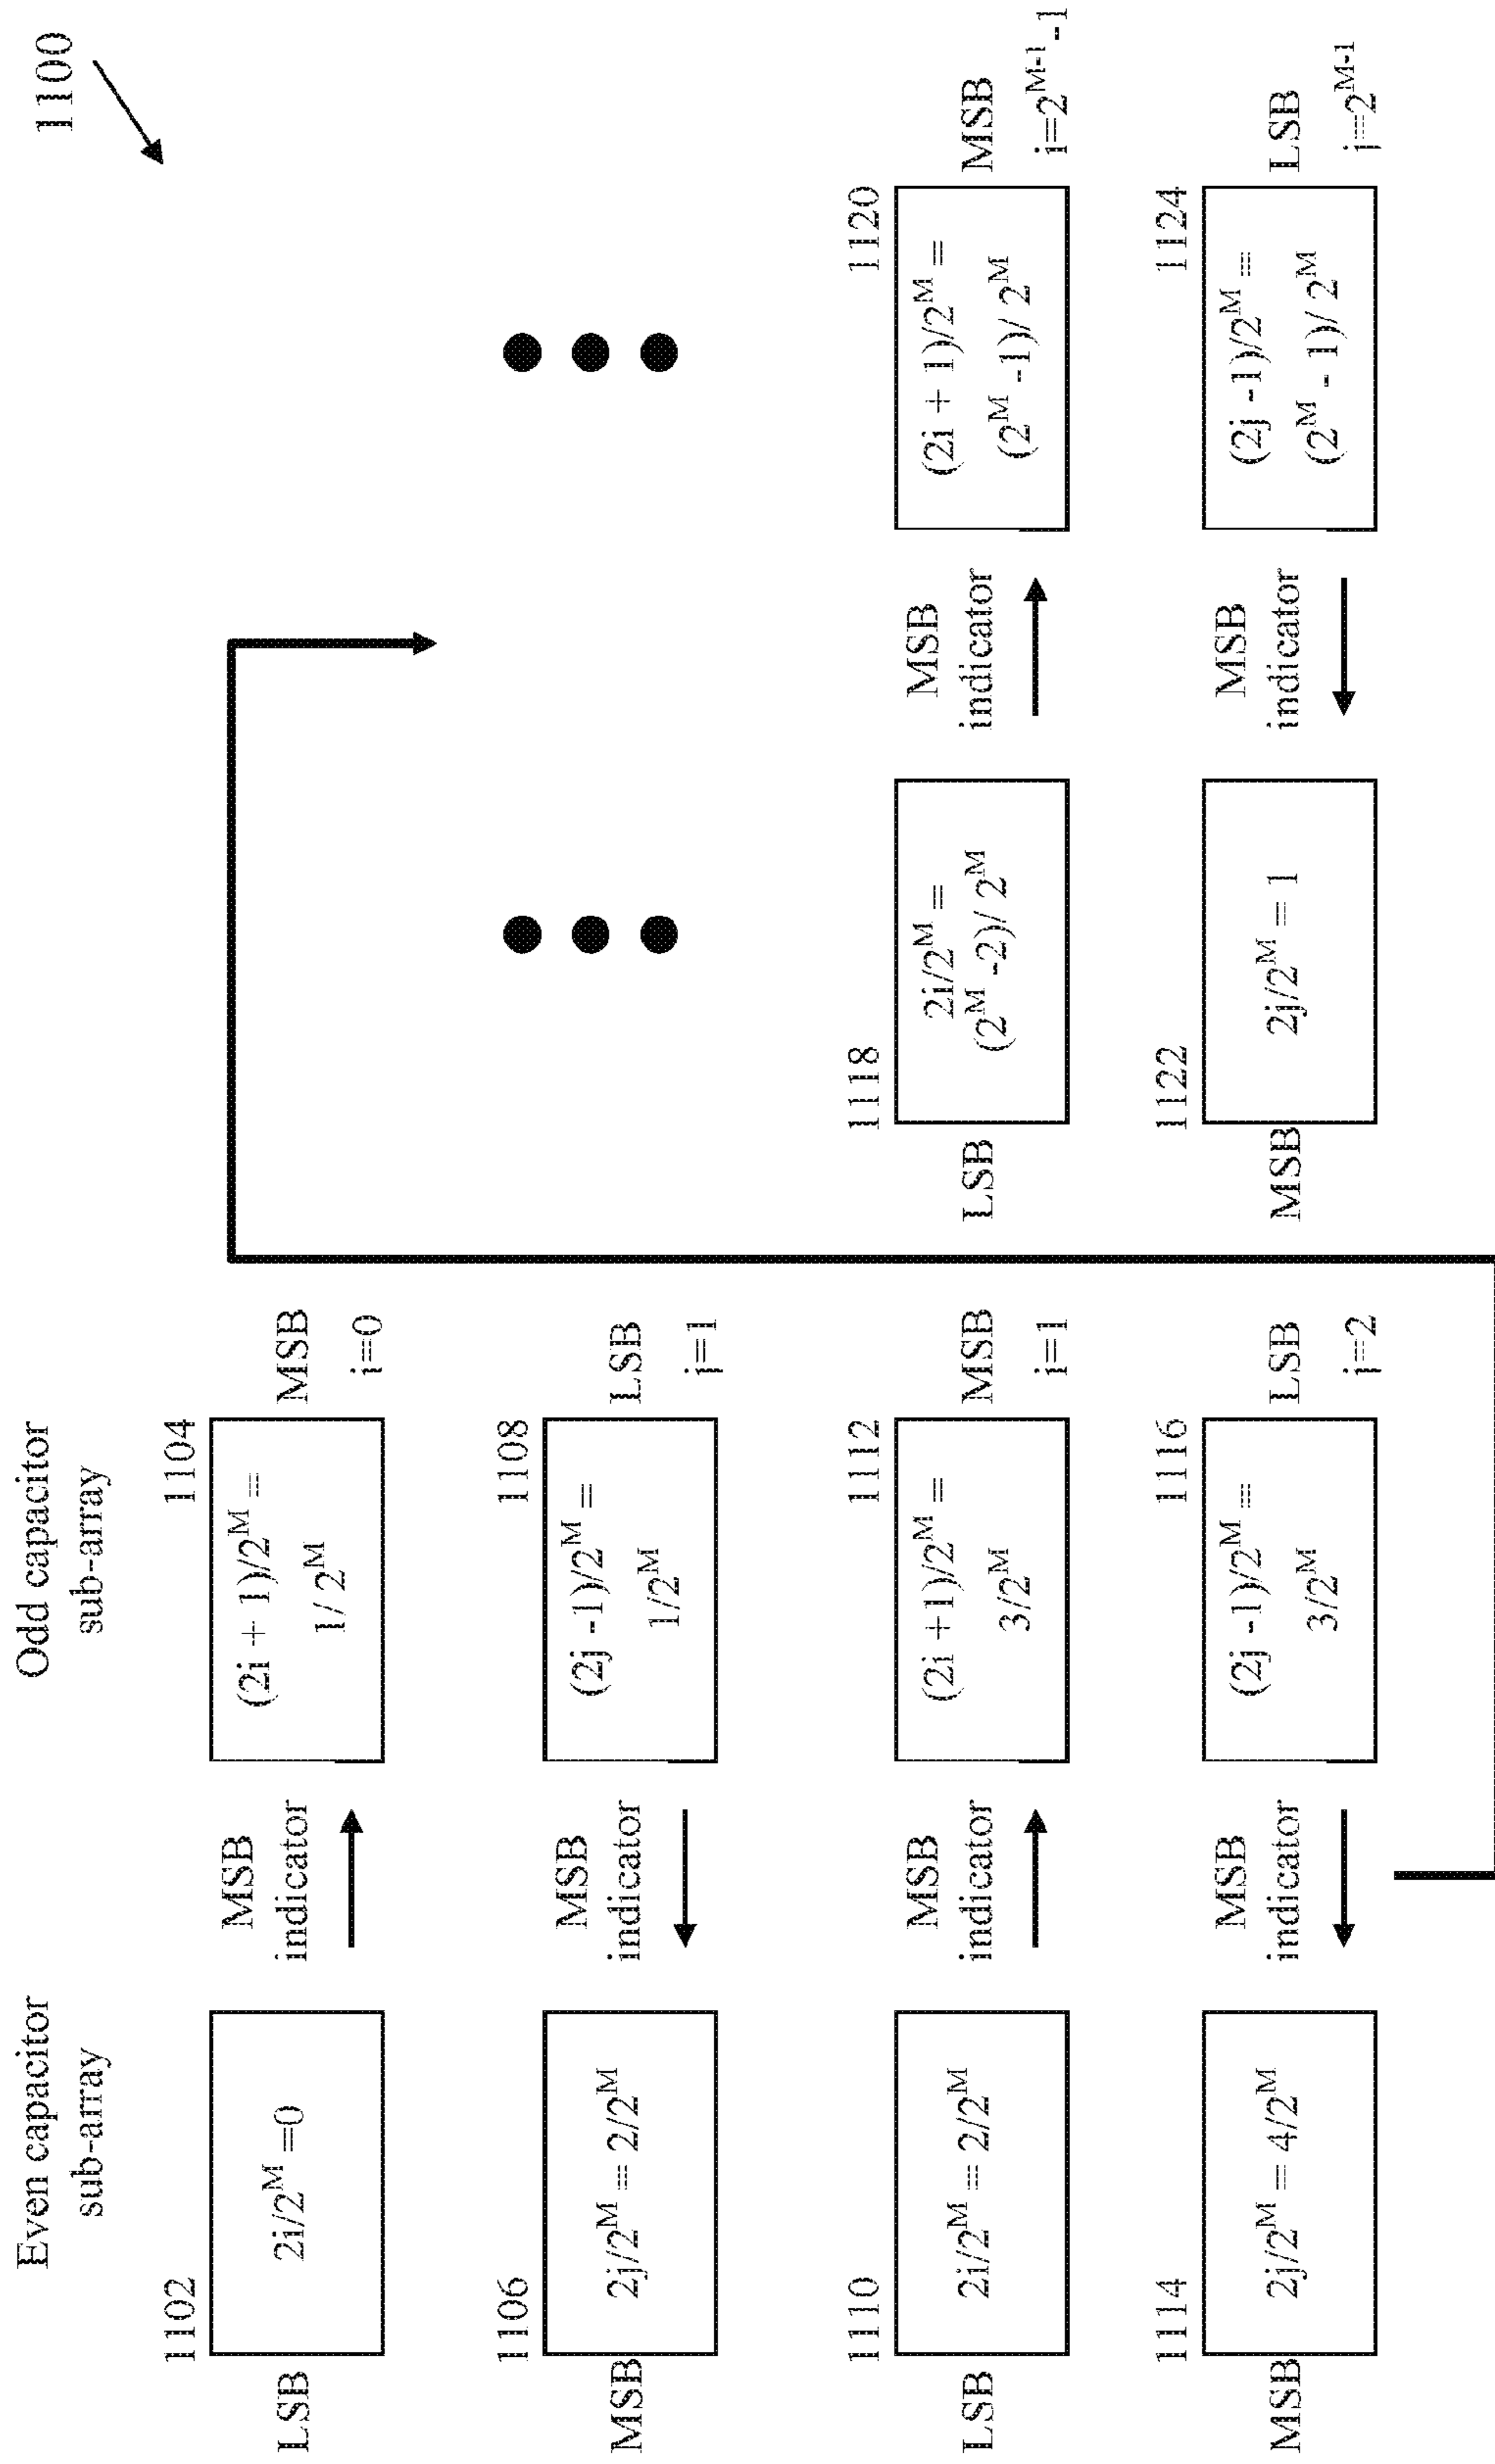 1100
Even capacitor
sub-array
Odd capacitor
sub-array
1102
1104
LSB
2i/2^M =0
MSB
indicator
(2i + 1)/2^M =
1/ 2^M
MSB
i=0
1106
1108
MSB
2j/2^M = 2/2^M
MSB
indicator
(2j -1)/2^M =
1/2^M
LSB
j=1
1110
1112
LSB
2i/2^M = 2/2^M
MSB
indicator
(2i +1)/2^M =
3/2^M
MSB
i=1
1114
1116
MSB
2j/2^M = 4/2^M
MSB
indicator
(2j -1)/2^M =
3/2^M
LSB
j=2
1118
1120
LSB
2i/2^M =
(2^M -2)/ 2^M
MSB
indicator
(2i + 1)/2^M =
(2^M -1)/ 2^M
MSB
i=2^M-1 -1
1122
1124
MSB
2j/2^M = 1
MSB
indicator
(2j -1)/2^M =
(2^M - 1)/ 2^M
LSB
j=2^M-1